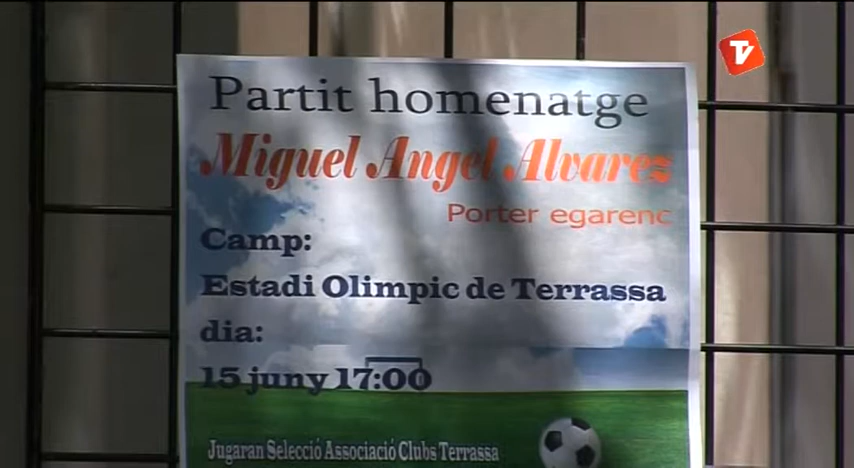 TV
Partit homenatge
Miguel Angel Alvarez
Porter egarenc
Camp:
Estadi Olimpic de Terrassa
dia:
15 juny 17:00
Jugaran Selecció Associació Clubs Terrassa